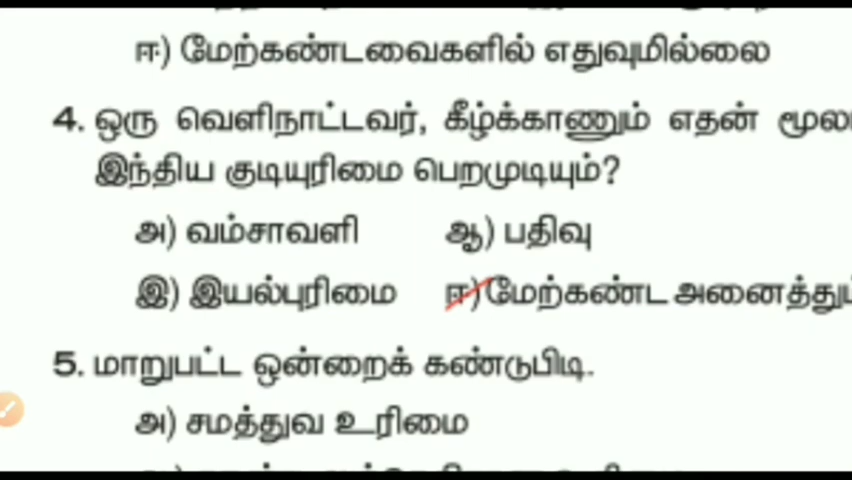 ஈ) மேற்கண்டவைகளில் எதுவுமில்லை
4. ஒரு வெளிநாட்டவர், கீழ்க்காணும் எதன்
இந்திய குடியுரிமை பெறமுடியும்?
அ) வம்சாவளி ஆ) பதிவு
இ) இயல்புரிமை ஈ) மேற்கண்ட
5. மாறுபட்ட ஒன்றைக் கண்டுபிடி.
அ) சமத்துவ உரிமை